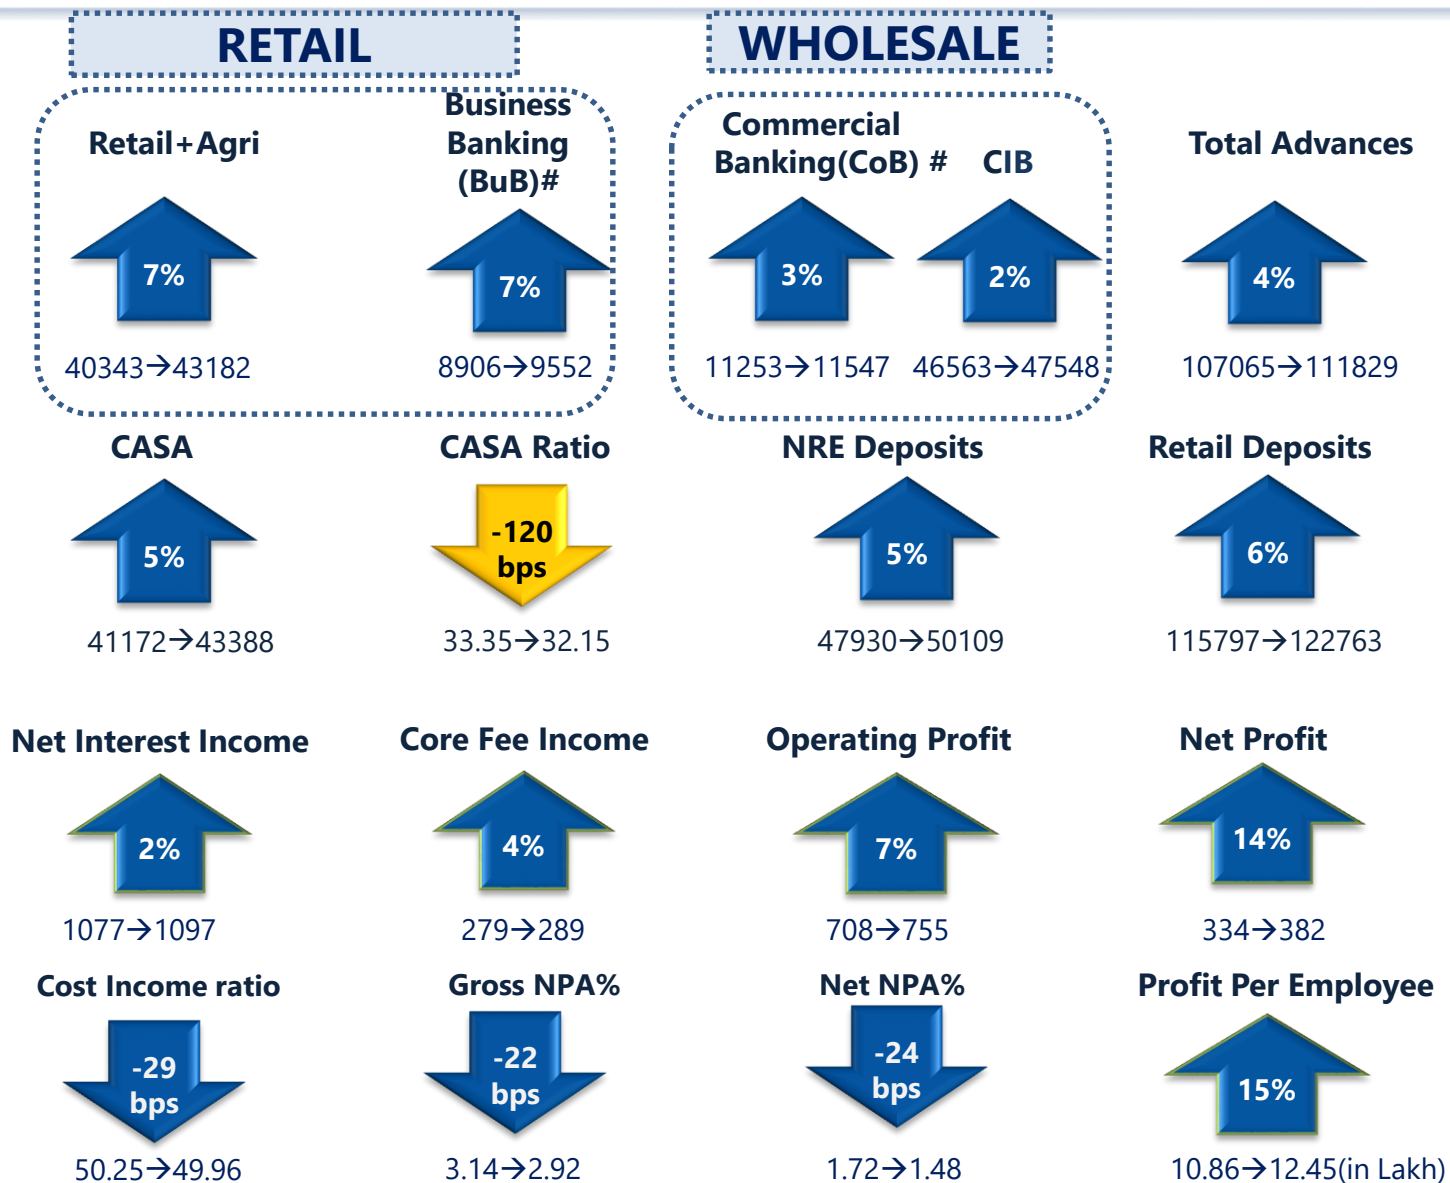 RETAIL
WHOLESALE
Retail+Agri
Business
Banking
(BuB)#
Commercial
Banking(CoB) #
CIB
Total Advances
7%
7%
3%
2%
4%
40343→43182
8906→9552
11253→11547
46563→47548
107065→111829
CASA
CASA Ratio
NRE Deposits
Retail Deposits
5%
-120
bps
5%
6%
41172→43388
33.35→32.15
47930→50109
115797→122763
Net Interest Income
Core Fee Income
Operating Profit
Net Profit
2%
4%
7%
14%
1077→1097
279→289
708→755
334→382
Cost Income ratio
Gross NPA%
Net NPA%
Profit Per Employee
-29
bps
-22
bps
-24
bps
15%
50.25→49.96
3.14→2.92
1.72→1.48
10.86→12.45(in Lakh)